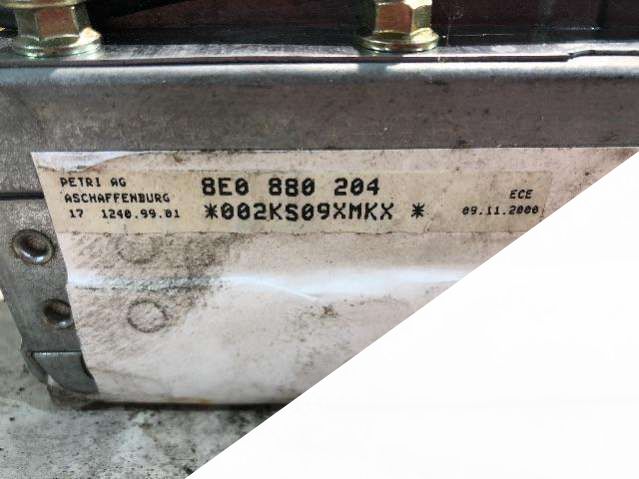 PETRI AG
ASCHAFFENBURG
17 1240.99.01
8E0 880 204
*002KS09XMKX *
ECE
09.11.2000